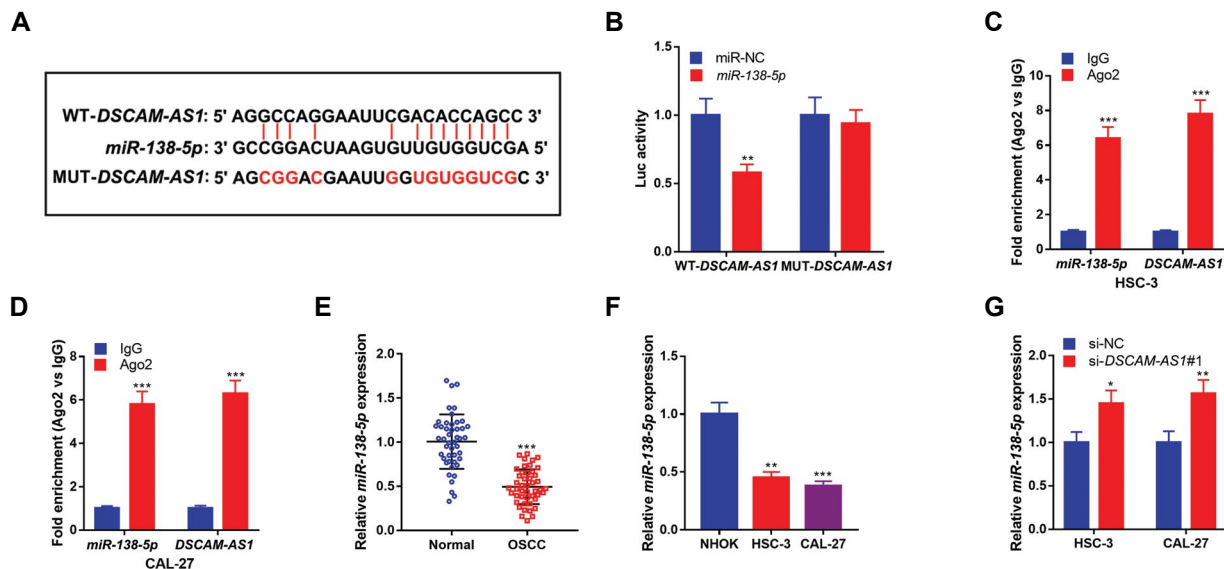 A
WT-DSCAM-AS1: 5' AGGCCAGGAAUUCGACACCAGCC 3'
miR-138-5p: 3' GCCGGACUAAGUGUUGUGGUCGA 5'
MUT-DSCAM-AS1: 5' AGCGGACGAAUUGGUGUGGUCGC 3'
B
miR-NC
miR-138-5p
Luc activity
1.5
1.0
0.5
0.0
**
WT-DSCAM-AS1 MUT-DSCAM-AS1
C
IgG
Ago2
Fold enrichment (Ago2 vs IgG)
10
8
6
4
2
0
***
***
miR-138-5p DSCAM-AS1
HSC-3
D
IgG
Ago2
Fold enrichment (Ago2 vs IgG)
8
6
4
2
0
***
***
miR-138-5p DSCAM-AS1
CAL-27
E
Relative miR-138-5p expression
2.0
1.5
1.0
0.5
0.0
***
Normal OSCC
F
Relative miR-138-5p expression
1.5
1.0
0.5
0.0
**
***
NHOK HSC-3 CAL-27
G
si-NC
si-DSCAM-AS1#1
Relative miR-138-5p expression
2.0
1.5
1.0
0.5
0.0
*
**
HSC-3 CAL-27